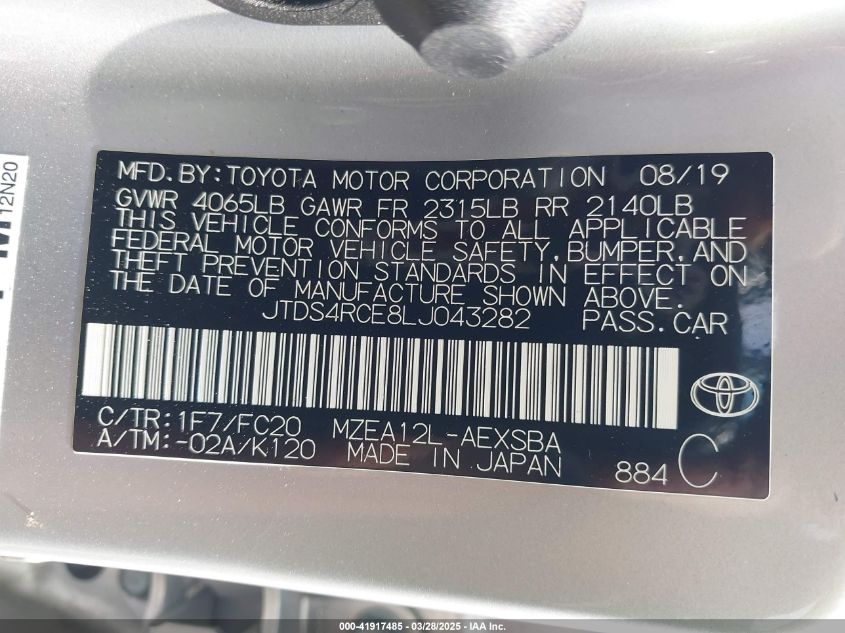 12N20
MFD. BY: TOYOTA MOTOR CORPORATION 08/19
GVWR 4065LB GAWR FR 2315LB RR 2140LB
THIS VEHICLE CONFORMS TO ALL APPLICABLE
FEDERAL MOTOR VEHICLE SAFETY, BUMPER, AND
THEFT PREVENTION STANDARDS IN EFFECT ON
THE DATE OF MANUFACTURE SHOWN ABOVE.
JTDS4RCE8LJ043282 PASS.CAR
C/TR: 1F7/FC20 MZEA12L-AEXSBA
A/TM: -02A/K120 MADE IN JAPAN 884 C
000-41917485 | 03/28/2025 | IAA Inc.